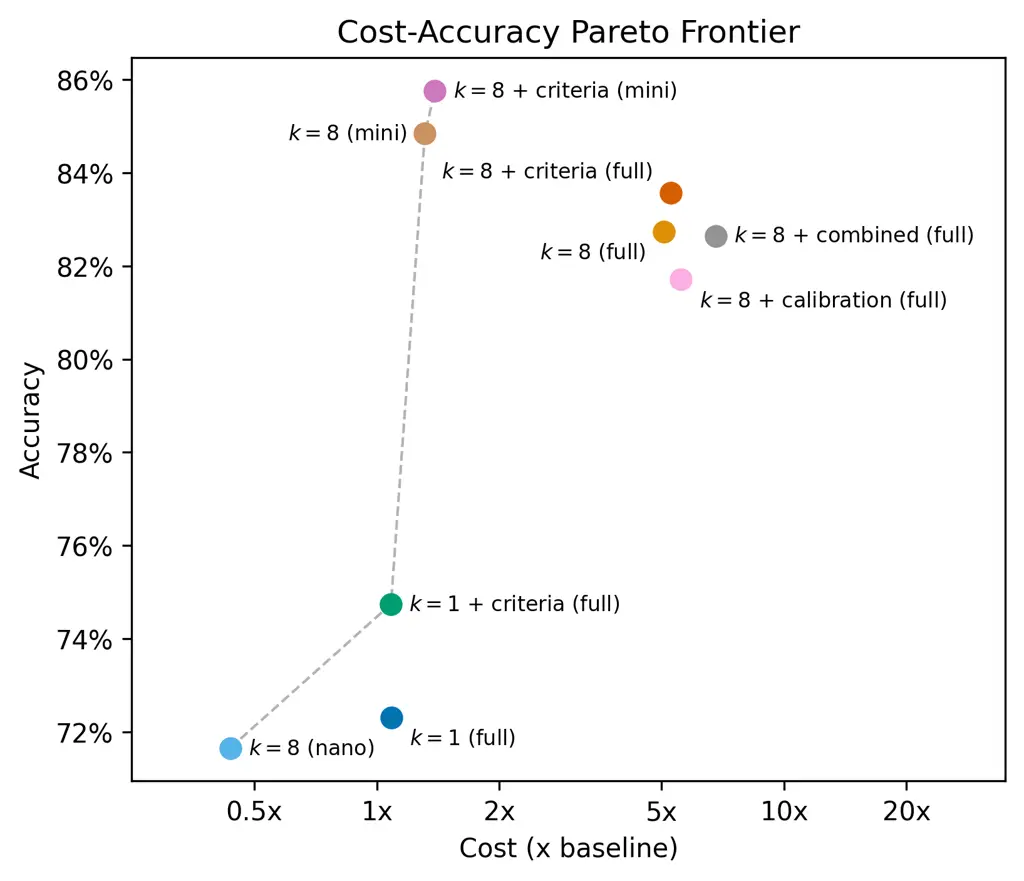 Cost-Accuracy Pareto Frontier
86%
k = 8 + criteria (mini)
k = 8 (mini)
84%
k = 8 + criteria (full)
k = 8 + combined (full)
k = 8 (full)
82%
k = 8 + calibration (full)
80%
Accuracy
78%
76%
k = 1 + criteria (full)
74%
72%
k = 1 (full)
k = 8 (nano)
0.5x 1x 2x 5x 10x 20x
Cost (x baseline)